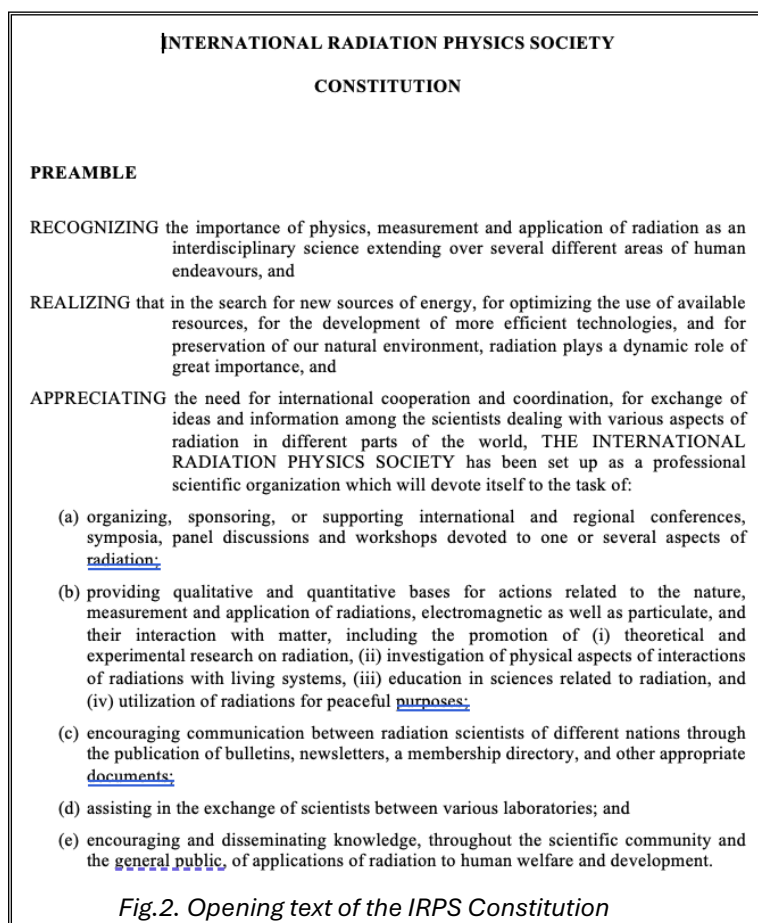 INTERNATIONAL RADIATION PHYSICS SOCIETY
CONSTITUTION
PREAMBLE
RECOGNIZING the importance of physics, measurement and application of radiation as an
interdisciplinary science extending over several different areas of human
endeavours, and
REALIZING that in the search for new sources of energy, for optimizing the use of available
resources, for the development of more efficient technologies, and for
preservation of our natural environment, radiation plays a dynamic role of
great importance, and
APPRECIATING the need for international cooperation and coordination, for exchange of
ideas and information among the scientists dealing with various aspects of
radiation in different parts of the world, THE INTERNATIONAL
RADIATION PHYSICS SOCIETY has been set up as a professional
scientific organization which will devote itself to the task of:
(a) organizing, sponsoring, or supporting international and regional conferences,
symposia, panel discussions and workshops devoted to one or several aspects of
radiation;
(b) providing qualitative and quantitative bases for actions related to the nature,
measurement and application of radiations, electromagnetic as well as particulate, and
their interaction with matter, including the promotion of (i) theoretical and
experimental research on radiation, (ii) investigation of physical aspects of interactions
of radiations with living systems, (iii) education in sciences related to radiation, and
(iv) utilization of radiations for peaceful purposes;
(c) encouraging communication between radiation scientists of different nations through
the publication of bulletins, newsletters, a membership directory, and other appropriate
documents;
(d) assisting in the exchange of scientists between various laboratories; and
(e) encouraging and disseminating knowledge, throughout the scientific community and
the general public, of applications of radiation to human welfare and development.
Fig.2. Opening text of the IRPS Constitution